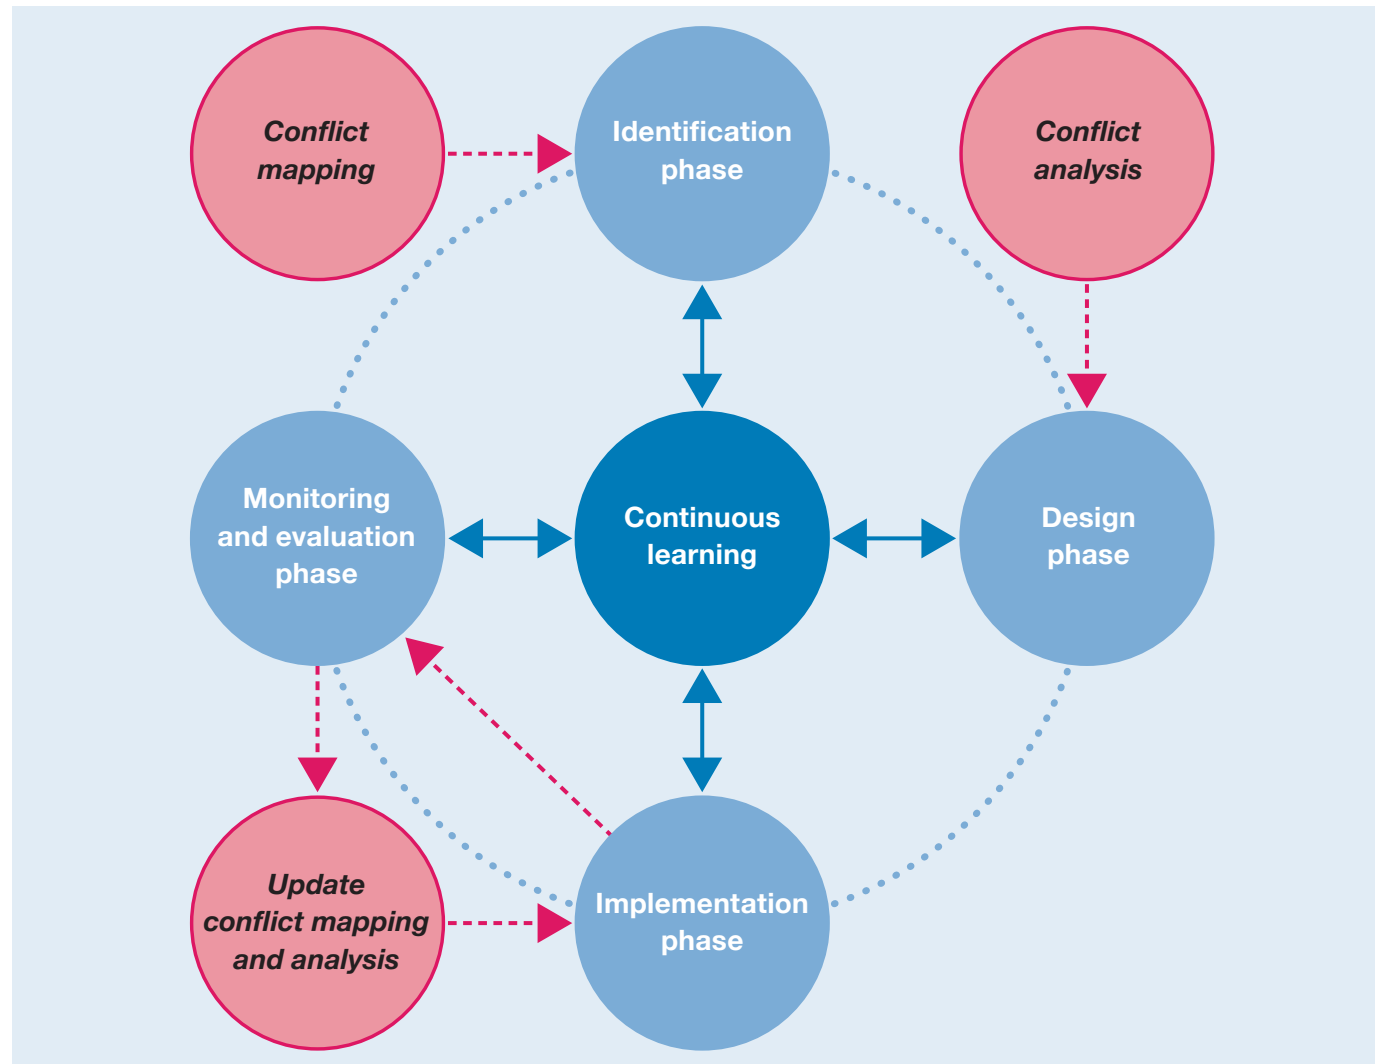 Conflict
mapping
Identification
phase
Conflict
analysis
Monitoring
and evaluation
phase
Continuous
learning
Design
phase
Update
conflict mapping
and analysis
Implementation
phase